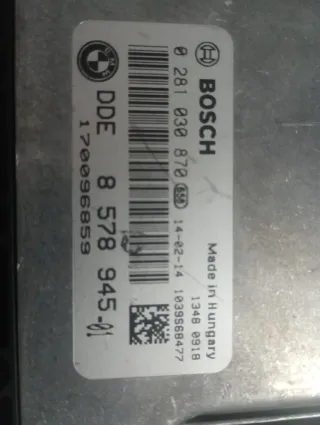 BOSCH
Made in Hungary
0 281 030 870
14-02-14
1348 0918
1039S68477
DDE 8 578 945-01
170096859